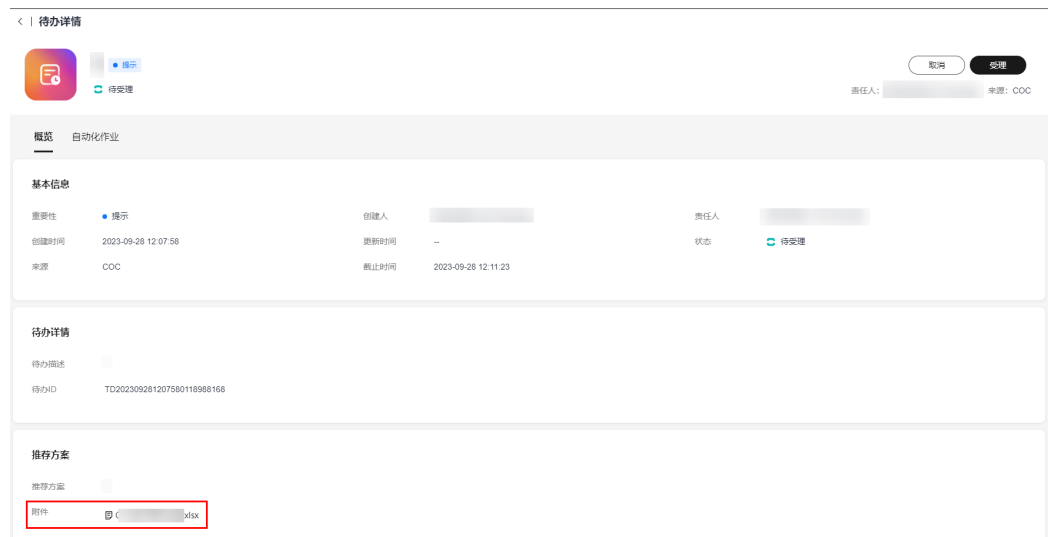 待办详情
提示
待受理
取消
受理
责任人: 来源: COC
概览 自动化作业
基本信息
重要性 提示 创建人 责任人
创建时间 2023-09-28 12:07:58 更新时间 -- 状态 待受理
来源 COC 截止时间 2023-09-28 12:11:23
待办详情
待办描述
待办ID TD202309281207580118988168
推荐方案
推荐方案
附件 xlsx